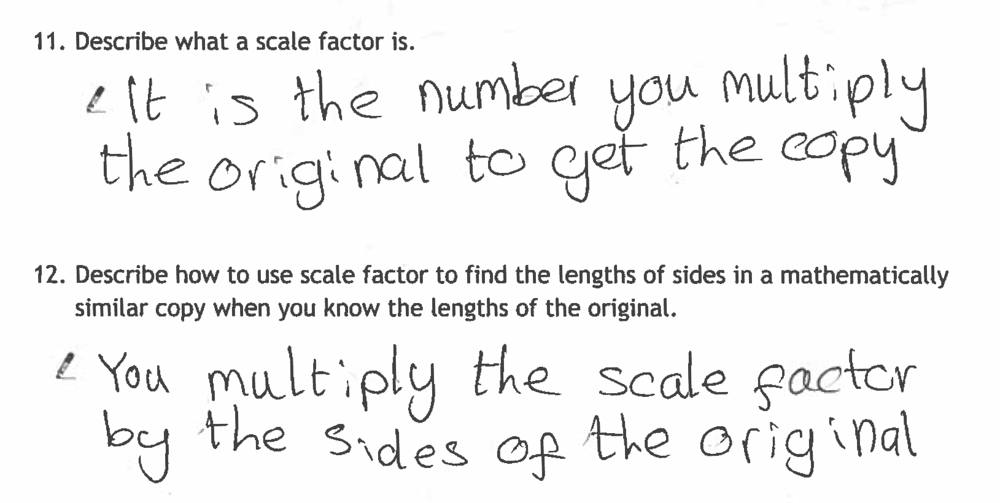 11. Describe what a scale factor is.
It is the number you multiply
the original to get the copy
12. Describe how to use scale factor to find the lengths of sides in a mathematically
similar copy when you know the lengths of the original.
You multiply the scale factor
by the sides of the original